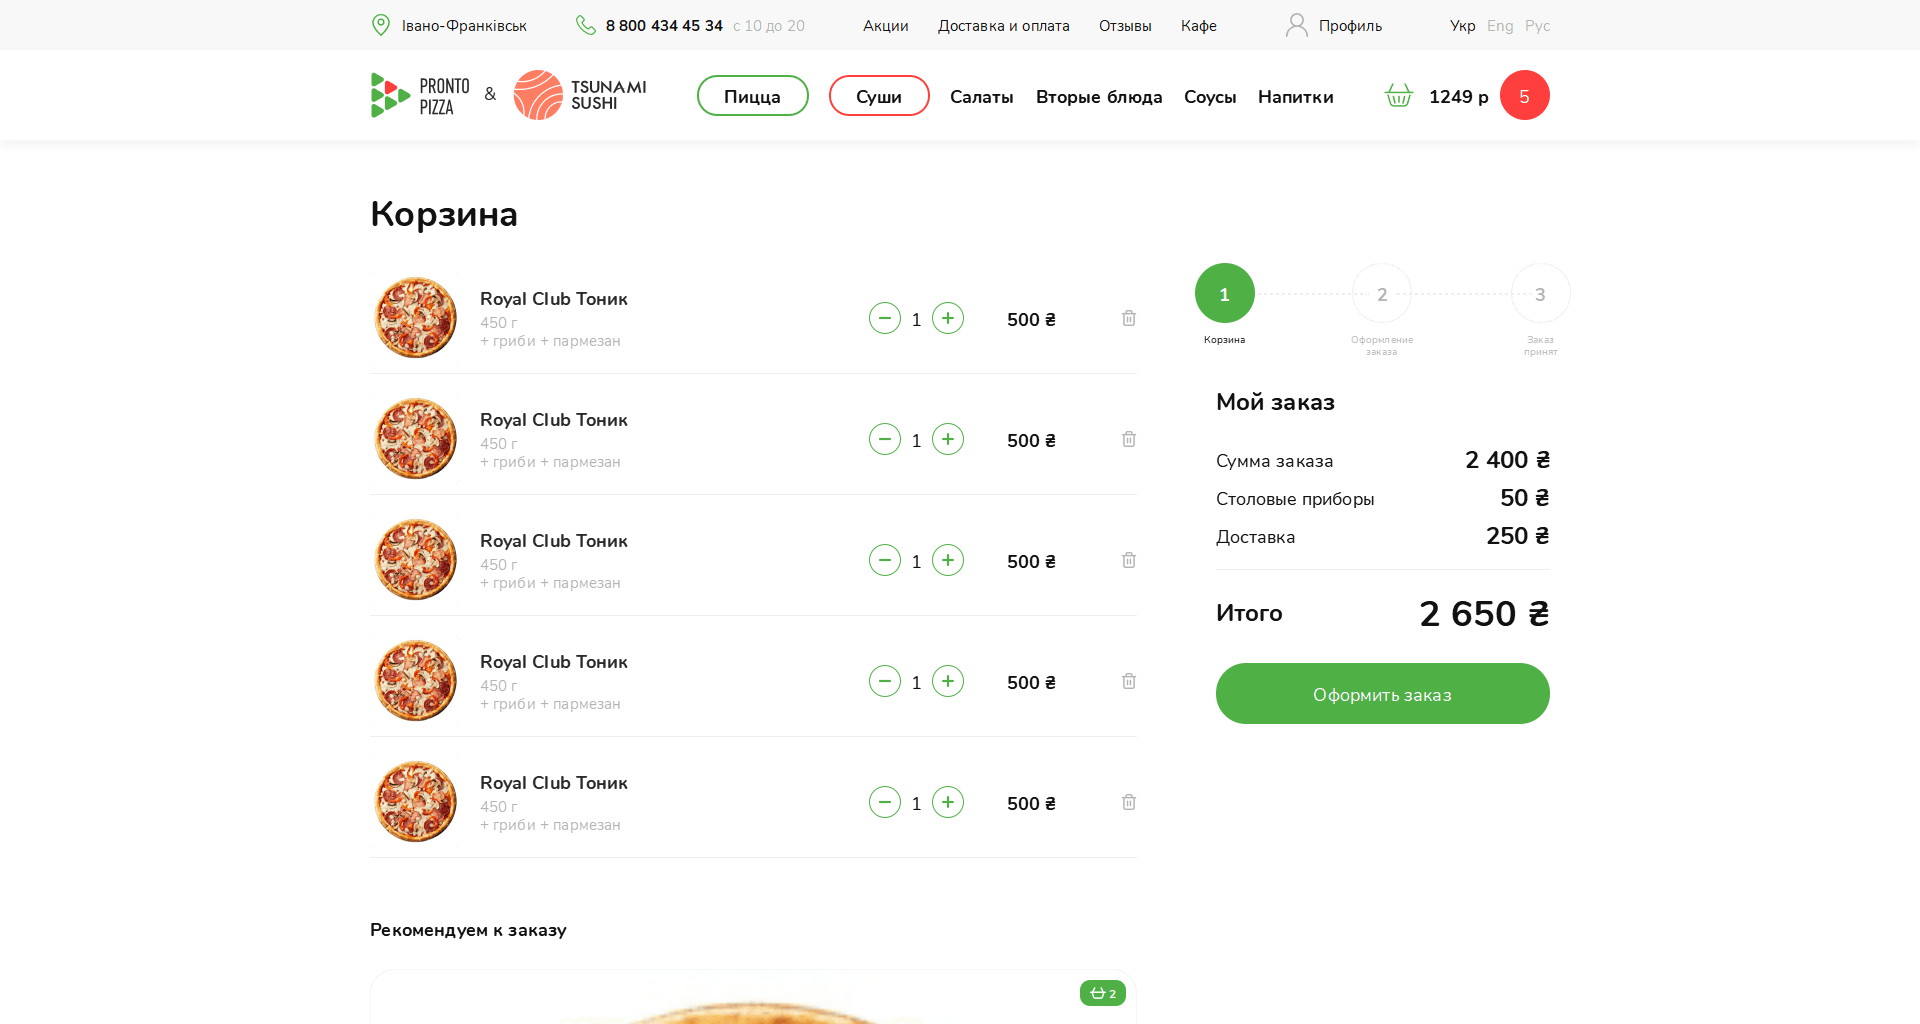 Івано-Франківськ
8 800 434 45 34 с 10 до 20
Акции Доставка и оплата Отзывы Кафе
Профиль
Укр Eng Рус
PRONTO
PIZZA
&
TSUNAMI
SUSHI
Пицца Суши Салаты Вторые блюда Соусы Напитки
1249 р 5
Корзина
Royal Club Тоник
450 г
+ гриби + пармезан
1 500 ₴
Royal Club Тоник
450 г
+ гриби + пармезан
1 500 ₴
Royal Club Тоник
450 г
+ гриби + пармезан
1 500 ₴
Royal Club Тоник
450 г
+ гриби + пармезан
1 500 ₴
Royal Club Тоник
450 г
+ гриби + пармезан
1 500 ₴
1 2 3
Корзина
Оформление
заказа
Заказ
принят
Мой заказ
Сумма заказа 2 400 ₴
Столовые приборы 50 ₴
Доставка 250 ₴
Итого 2 650 ₴
Оформить заказ
Рекомендуем к заказу
2